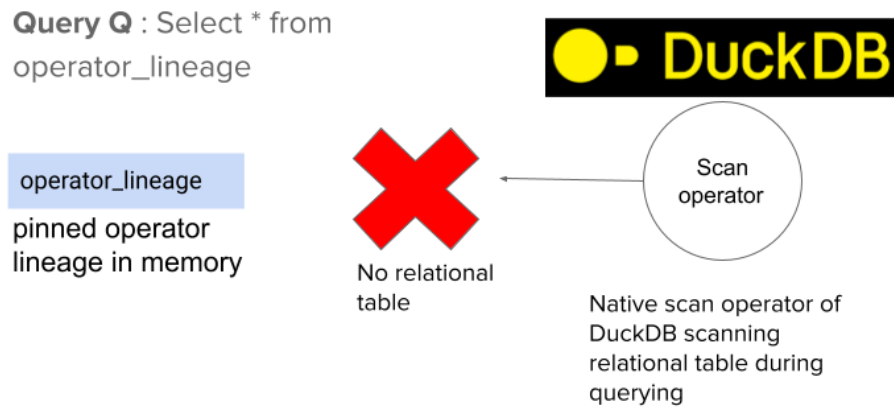 Query Q : Select * from
operator_lineage
DuckDB
operator_lineage
pinned operator
lineage in memory
No relational
table
Scan
operator
Native scan operator of
DuckDB scanning
relational table during
querying